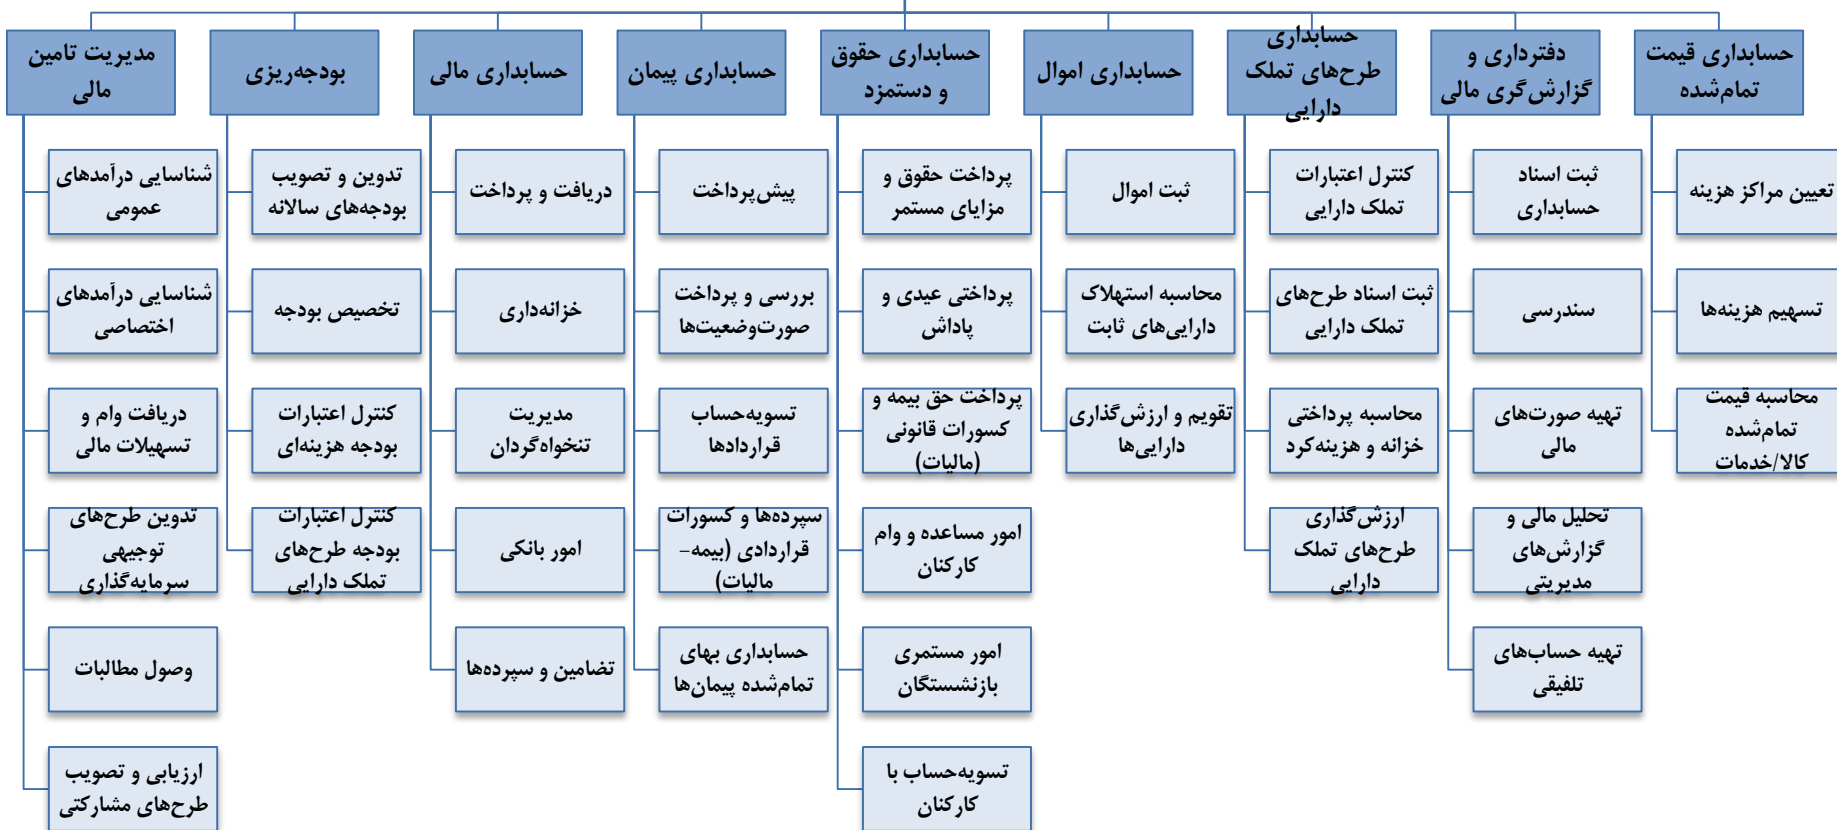 حسابداری قیمت
تمام‌شده
تعیین مراکز هزینه
تسهیم هزینه‌ها
محاسبه قیمت
تمام‌شده
کالا/خدمات
دفترداری و
گزارش‌گری مالی
ثبت اسناد
حسابداری
سندرسی
تهیه صورت‌های
مالی
تحلیل مالی و
گزارش‌های
مدیریتی
تهیه حساب‌های
تلفیقی
حسابداری
طرح‌های تملک
دارایی
کنترل اعتبارات
تملک دارایی
ثبت اسناد طرح‌های
تملک دارایی
محاسبه پرداختی
خزانه و هزینه‌کرد
ارزش‌گذاری
طرح‌های تملک
دارایی
حسابداری اموال
ثبت اموال
محاسبه استهلاک
دارایی‌های ثابت
تقویم و ارزش‌گذاری
دارایی‌ها
حسابداری حقوق
و دستمزد
پرداخت حقوق و
مزایای مستمر
پرداختی عیدی و
پاداش
پرداخت حق بیمه و
کسورات قانونی
(مالیات)
امور مساعده و وام
کارکنان
امور مستمری
بازنشستگان
تسویه‌حساب با
کارکنان
حسابداری پیمان
پیش‌پرداخت
بررسی و پرداخت
صورت‌وضعیت‌ها
تسویه‌حساب
قراردادها
سپرده‌ها و کسورات
قراردادی (بیمه–
مالیات)
حسابداری بهای
تمام‌شده پیمان‌ها
حسابداری مالی
دریافت و پرداخت
خزانه‌داری
مدیریت
تنخواه‌گردان
امور بانکی
تضامین و سپرده‌ها
بودجه‌ریزی
تدوین و تصویب
بودجه‌های سالانه
تخصیص بودجه
کنترل اعتبارات
بودجه هزینه‌ای
کنترل اعتبارات
بودجه طرح‌های
تملک دارایی
مدیریت تامین
مالی
شناسایی درآمدهای
عمومی
شناسایی درآمدهای
اختصاصی
دریافت وام و
تسهیلات مالی
تدوین طرح‌های
توجیهی
سرمایه‌گذاری
وصول مطالبات
ارزیابی و تصویب
طرح‌های مشارکتی